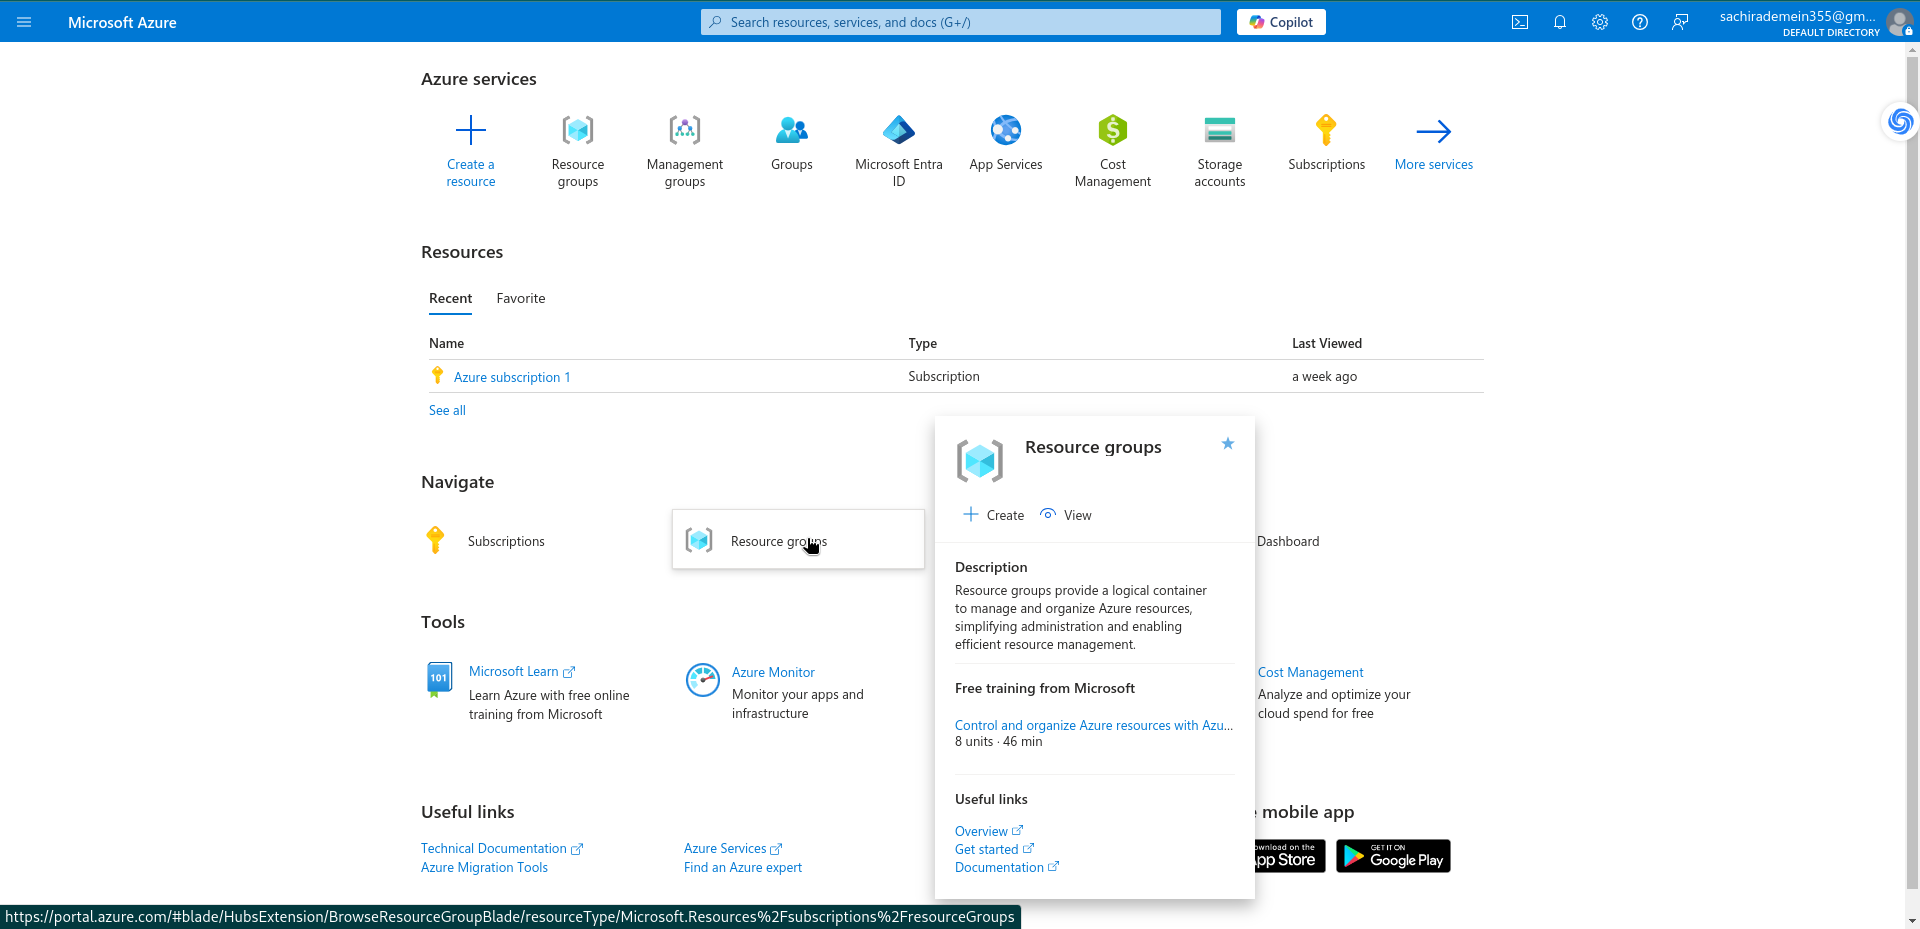 Microsoft Azure
Search resources, services, and docs (G+/)
Copilot
sachirademein355@gm...
DEFAULT DIRECTORY
Azure services
Create a
resource
Resource
groups
Management
groups
Groups
Microsoft Entra
ID
App Services
Cost
Management
Storage
accounts
Subscriptions
More services
Resources
Recent
Favorite
Name
Type
Last Viewed
Azure subscription 1
Subscription
a week ago
See all
Navigate
Subscriptions
Resource groups
Dashboard
Resource groups
Create
View
Description
Resource groups provide a logical container
to manage and organize Azure resources,
simplifying administration and enabling
efficient resource management.
Free training from Microsoft
Control and organize Azure resources with Azu...
8 units · 46 min
Useful links
Overview
Get started
Documentation
Tools
101
Microsoft Learn
Learn Azure with free online
training from Microsoft
Azure Monitor
Monitor your apps and
infrastructure
Cost Management
Analyze and optimize your
cloud spend for free
Useful links
Technical Documentation
Azure Migration Tools
Azure Services
Find an Azure expert
mobile app
on the
Store
GET IT ON
Google Play
https://portal.azure.com/#blade/HubsExtension/BrowseResourceGroupBlade/resourceType/Microsoft.Resources%2Fsubscriptions%2FresourceGroups